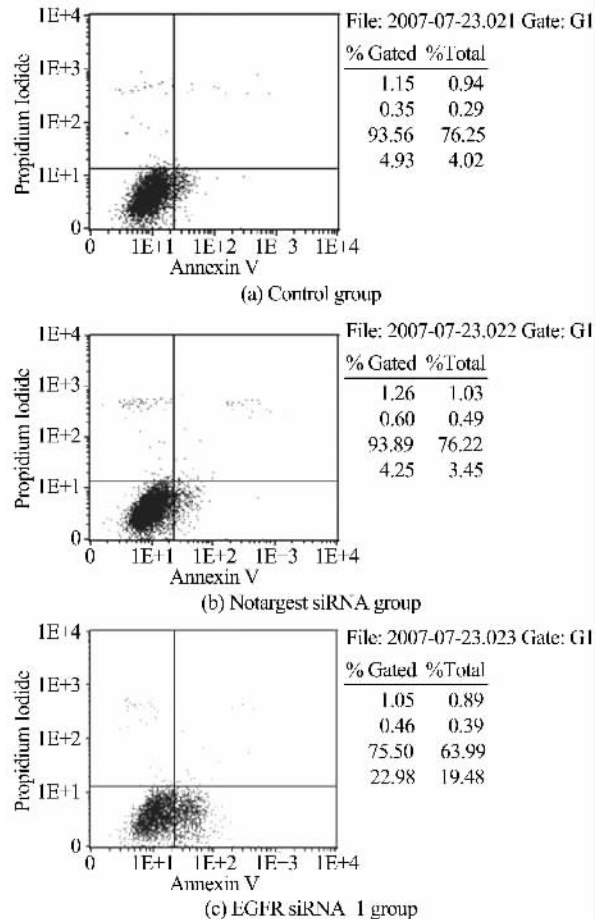 File: 2007-07-23.021 Gate: G1
% Gated %Total
1.15 0.94
0.35 0.29
93.56 76.25
4.93 4.02
Propidium Iodide
1E+4
1E+3
1E+2
1E+1
0
0 1E+1 1E+2 1E 3 1E+4
Annexin V
(a) Control group
File: 2007-07-23.022 Gate: G1
% Gated %Total
1.26 1.03
0.60 0.49
93.89 76.22
4.25 3.45
Propidium Iodide
1E+4
1E+3
1E+2
1E+1
0
0 1E+1 1E+2 1E-3 1E+4
Annexin V
(b) Notargest siRNA group
File: 2007-07-23.023 Gate: G1
% Gated %Total
1.05 0.89
0.46 0.39
75.50 63.99
22.98 19.48
Propidium Iodide
1E+4
1E+3
1E+2
1E+1
0
0 1E+1 1E+2 1E-3 1E+4
Annexin V
(c) EGFR siRNA 1 group